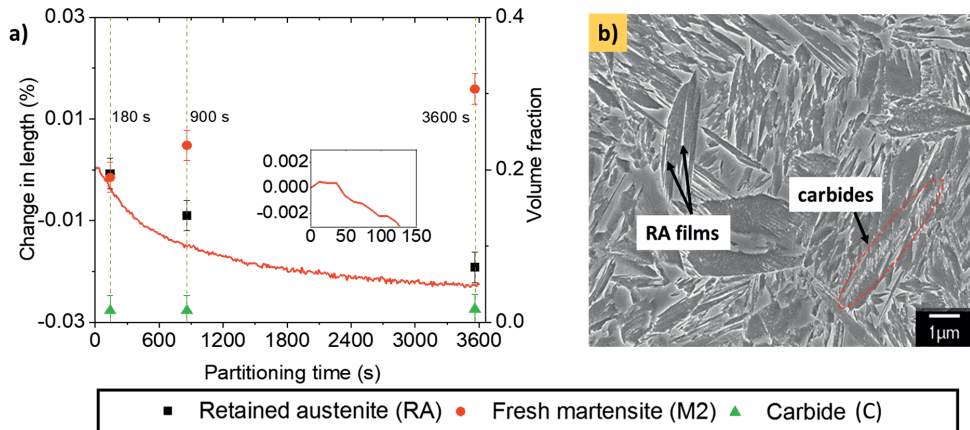 a)
0.03
0.01
-0.01
-0.03
Change in length (%)
0.4
0.2
0.0
Volume fraction
180 s
900 s
3600 s
0.002
0.000
-0.002
0 50 100 150
0 600 1200 1800 2400 3000 3600
Partitioning time (s)
b)
RA films
carbides
1μm
Retained austenite (RA) Fresh martensite (M2) Carbide (C)